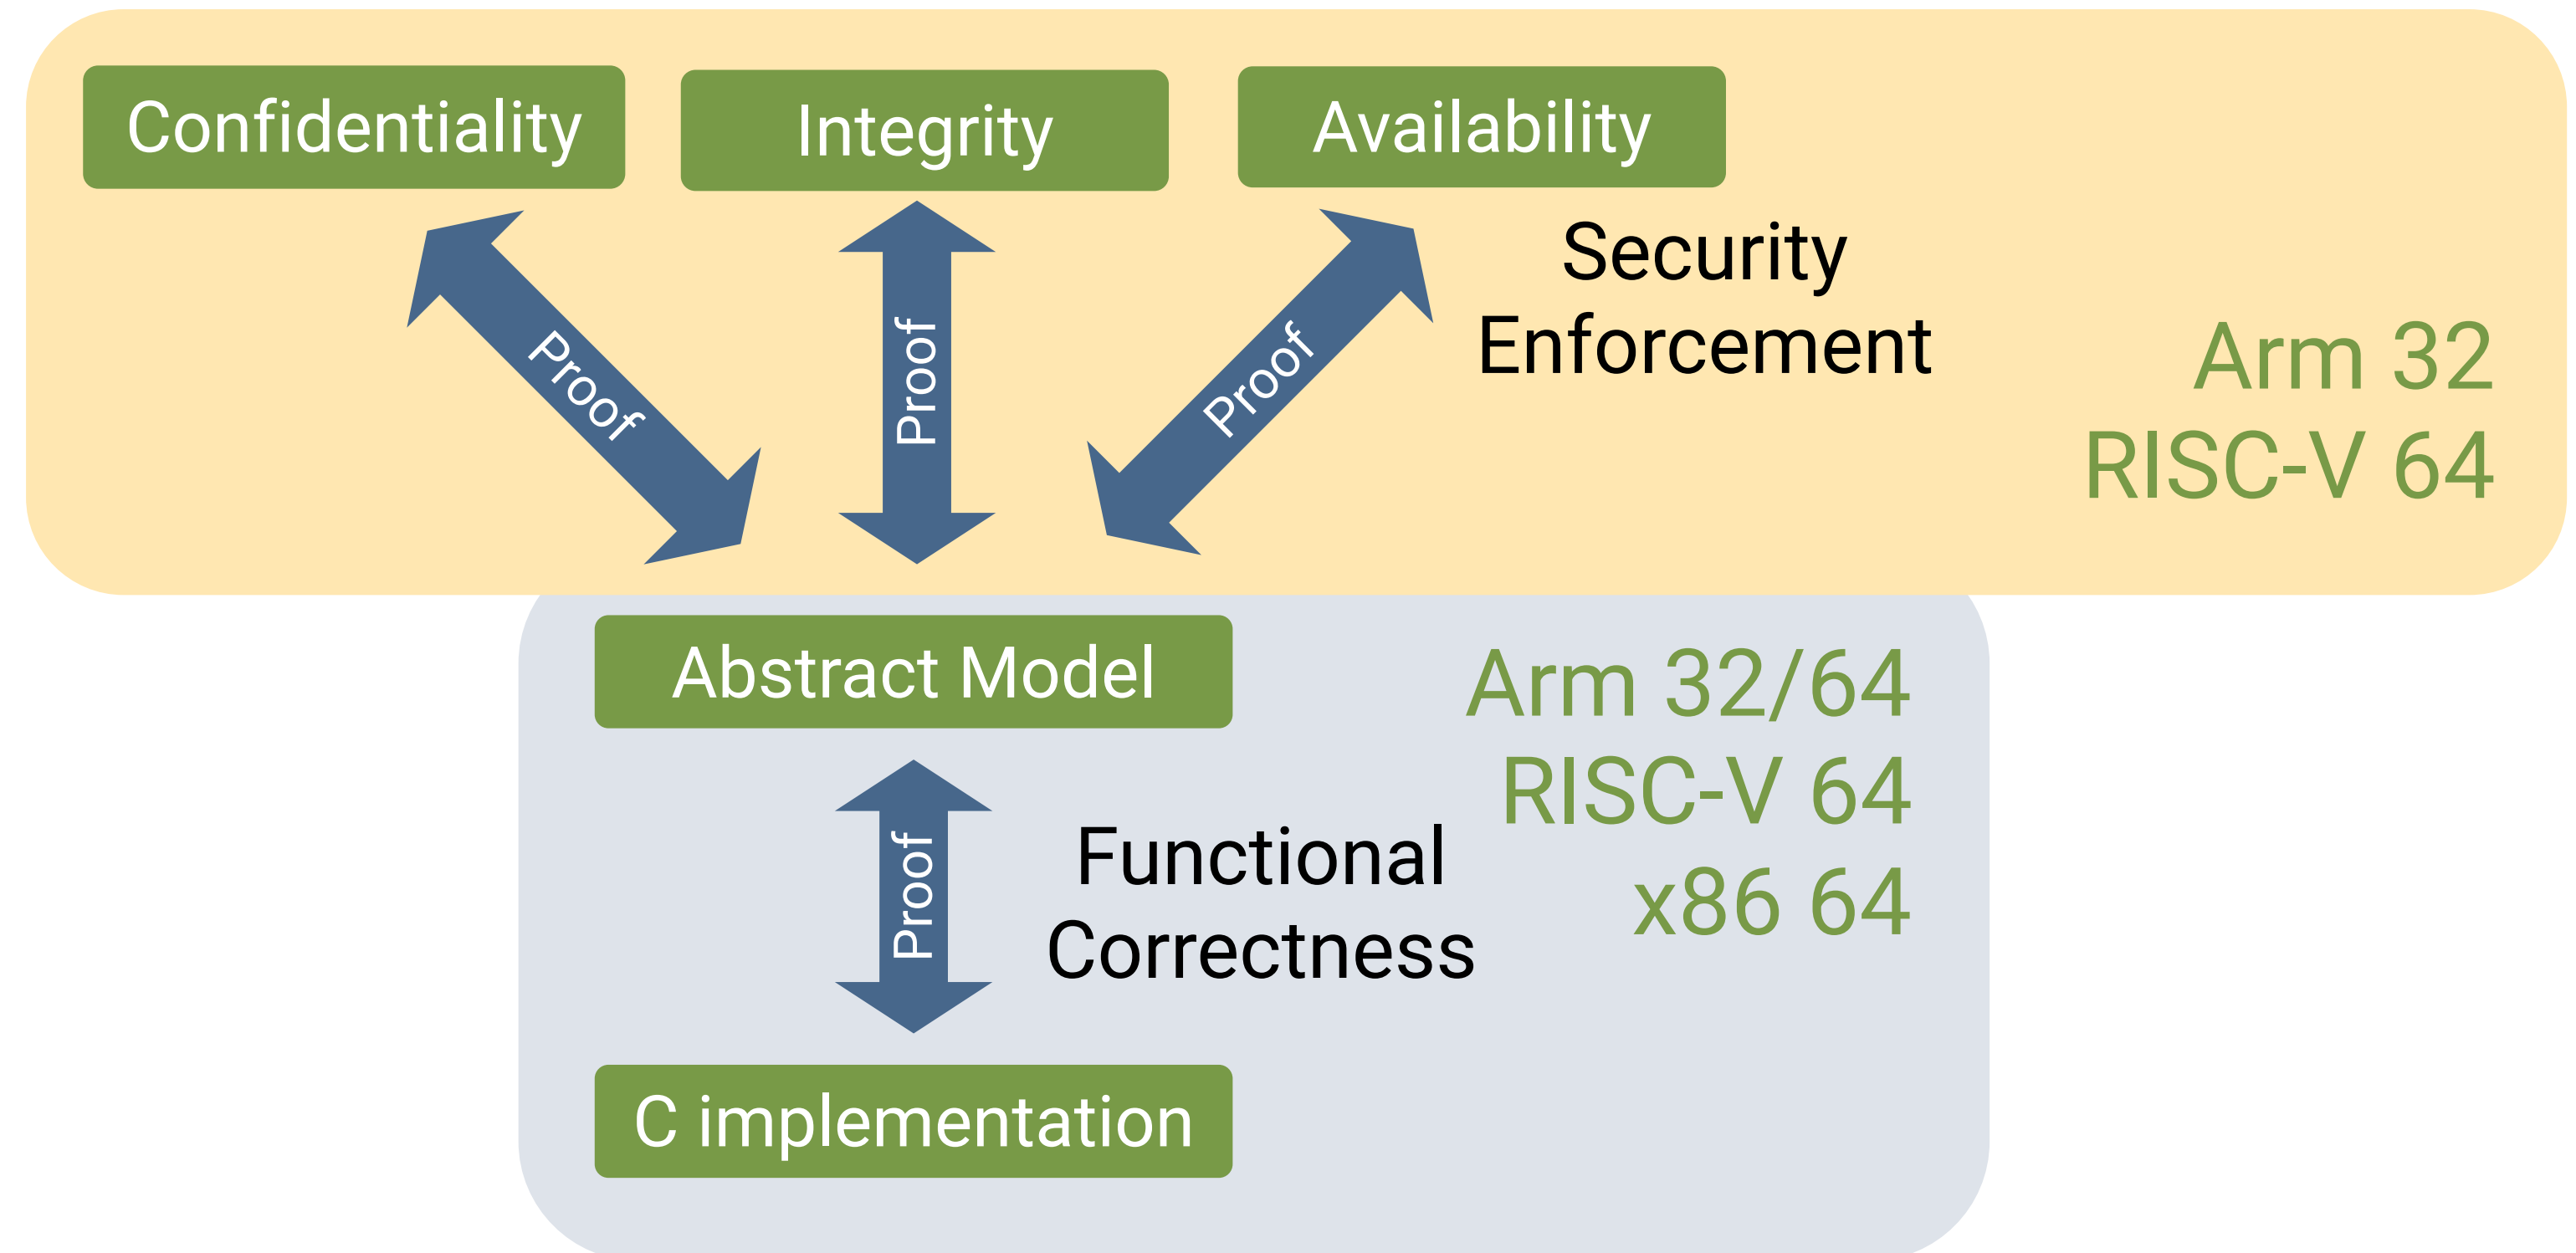 Confidentiality
Integrity
Availability
Proof
Proof
Proof
Security
Enforcement
Arm 32
RISC-V 64
Abstract Model
Arm 32/64
RISC-V 64
x86 64
Proof
Functional
Correctness
C implementation